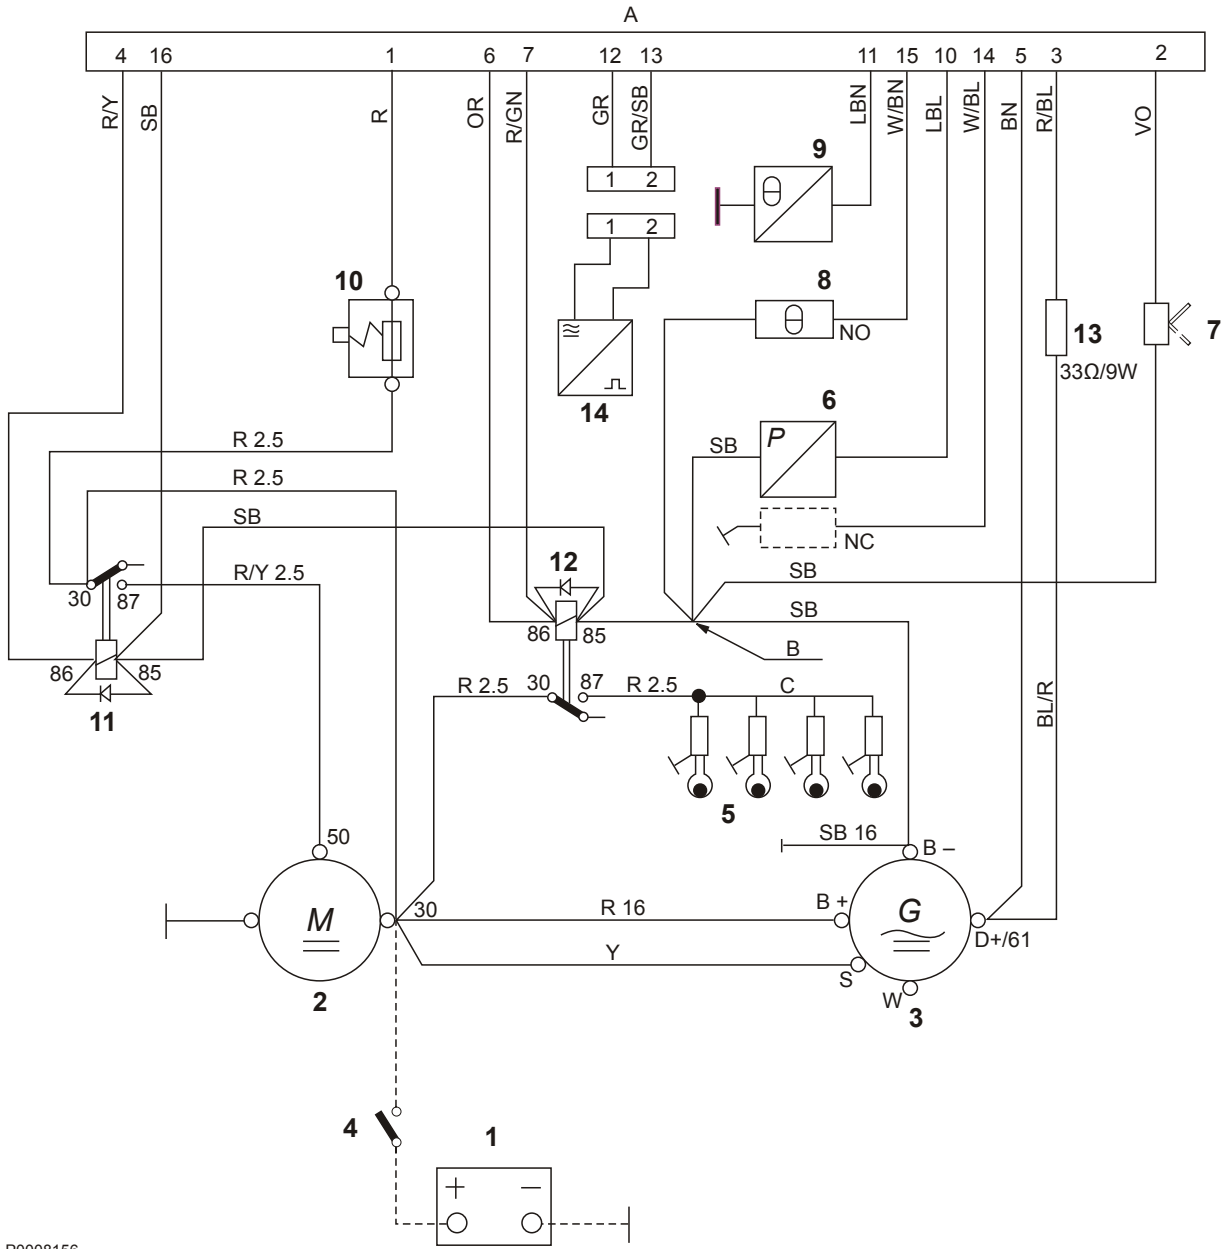 A
4 16 1 6 7 12 13 11 15 10 14 5 3 2
R/Y SB R OR R/GN GR GR/SB LBN W/BN LBL W/BL BN R/BL VO
1 2
9
1 2
10
8
NO
13
7
33Ω/9W
14
6
P
SB
R 2.5
R 2.5
SB
NC
12
R/Y 2.5
SB
30 87
SB
86 85
B
86 85
11
R 2.5 30 87 R 2.5 C
BL/R
5
SB 16
50
B –
M
30
R 16
B +
G
D+/61
Y
S
W
2
3
4
1
+ –
P0008156